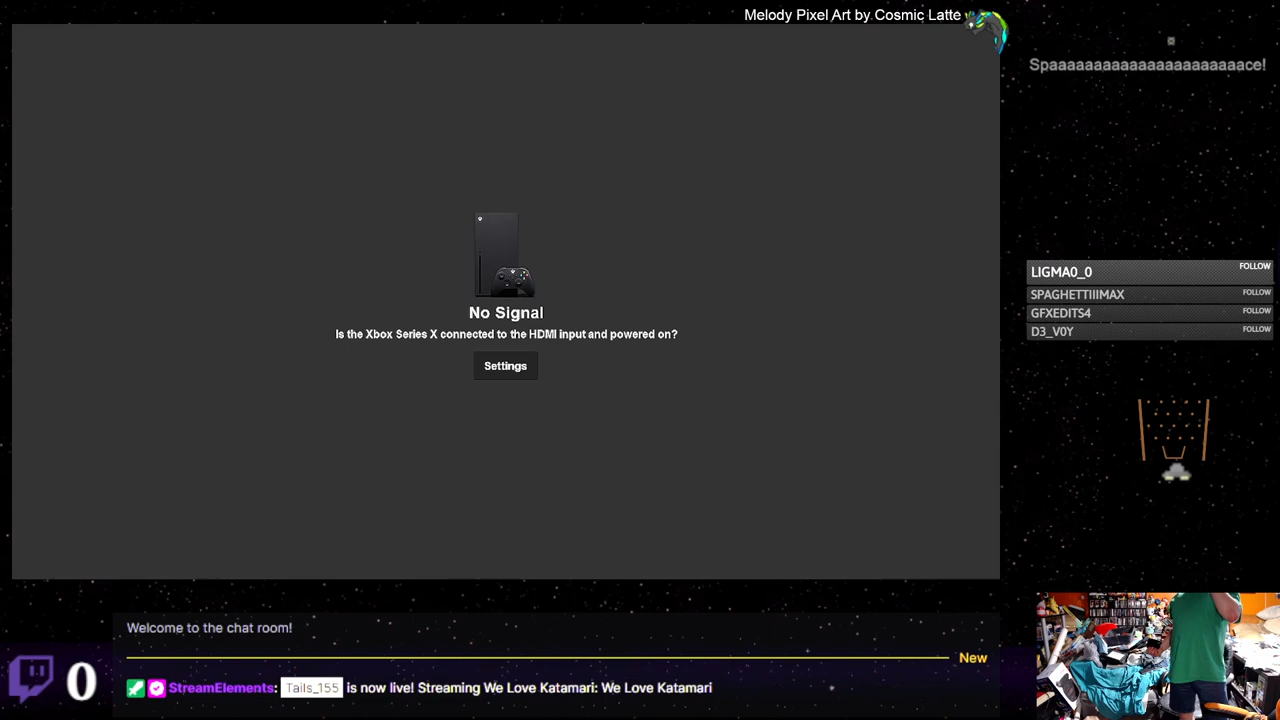 Melody Pixel Art by Cosmic Latte
Spaaaaaaaaaaaaaaaaaaaaaace!
No Signal
Is the Xbox Series X connected to the HDMI input and powered on?
Settings
LIGMA0_0 FOLLOW
SPAGHETTIIIMAX FOLLOW
GFXEDITS4 FOLLOW
D3_V0Y FOLLOW
Welcome to the chat room!
New
0
StreamElements: Tails_155 is now live! Streaming We Love Katamari: We Love Katamari